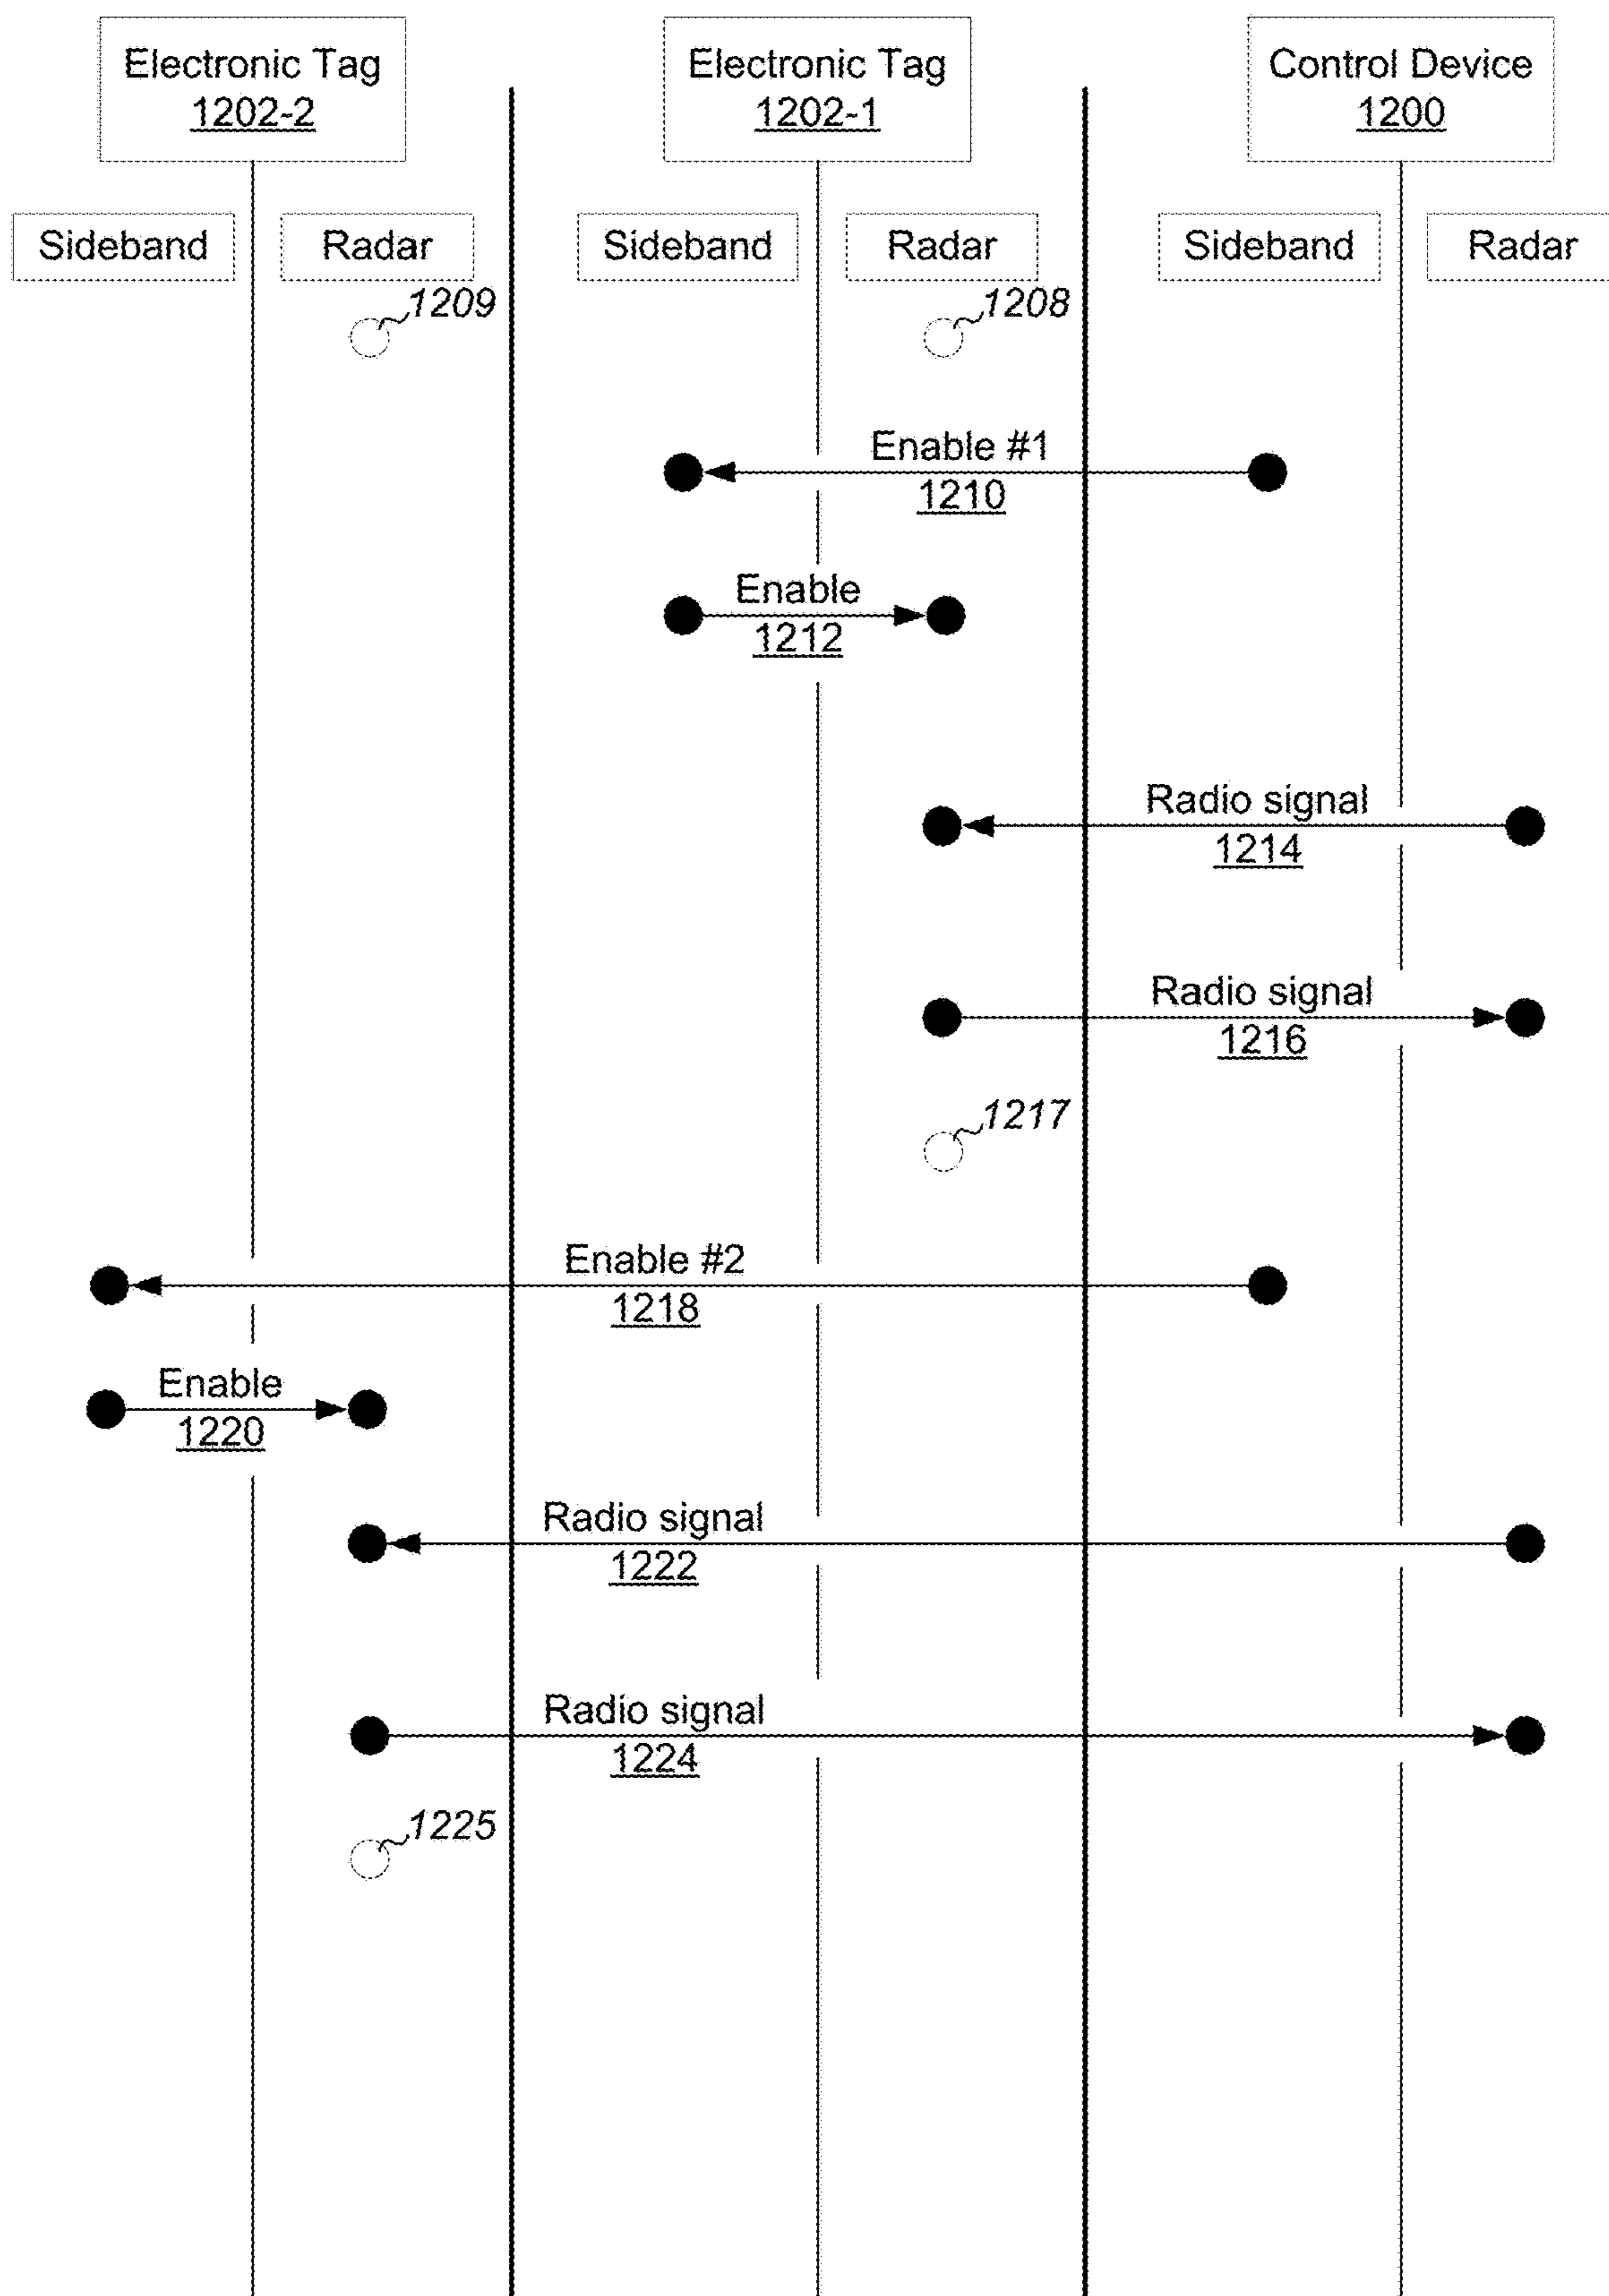 Electronic Tag
1202-2
Electronic Tag
1202-1
Control Device
1200
Sideband
Radar
Sideband
Radar
Sideband
Radar
1209
1208
Enable #1
1210
Enable
1212
Radio signal
1214
Radio signal
1216
1217
Enable #2
1218
Enable
1220
Radio signal
1222
Radio signal
1224
1225